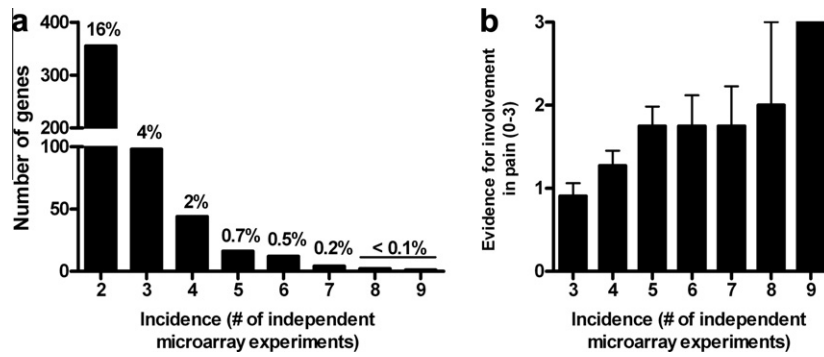 a
Number of genes
400
300
200
100
50
0
16%
4%
2%
0.7%
0.5%
0.2%
< 0.1%
2 3 4 5 6 7 8 9
Incidence (# of independent
microarray experiments)
b
Evidence for involvement
in pain (0-3)
3
2
1
0
3 4 5 6 7 8 9
Incidence (# of independent
microarray experiments)